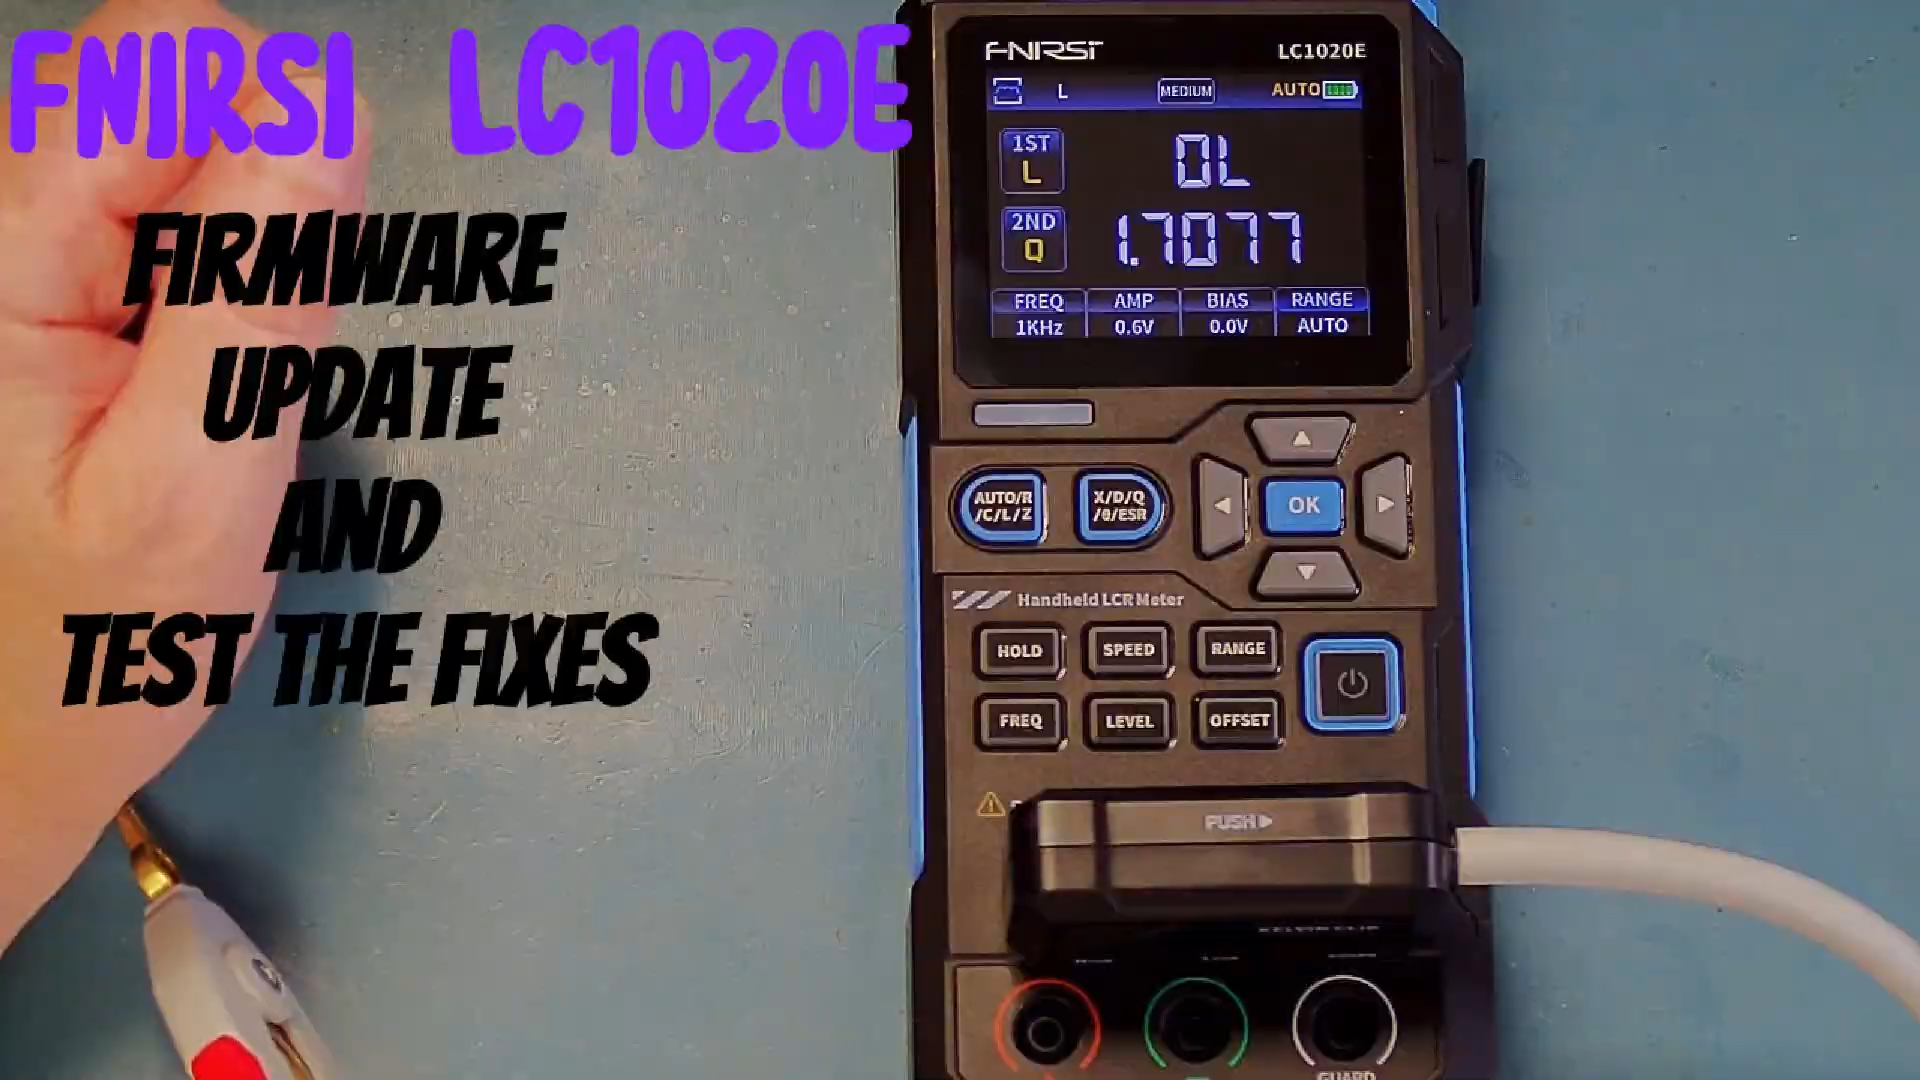 FNIRSI LC1020E
FIRMWARE
UPDATE
AND
TEST THE FIXES
FNIRSI LC1020E
L MEDIUM AUTO
1ST
L
OL
2ND
Q
1.7077
FREQ AMP BIAS RANGE
1KHz 0.6V 0.0V AUTO
AUTO/R
/C/L/Z
X/D/Q
/θ/ESR
OK
Handheld LCR Meter
HOLD SPEED RANGE
FREQ LEVEL OFFSET
PUSH
KELVIN CLIP
GUARD